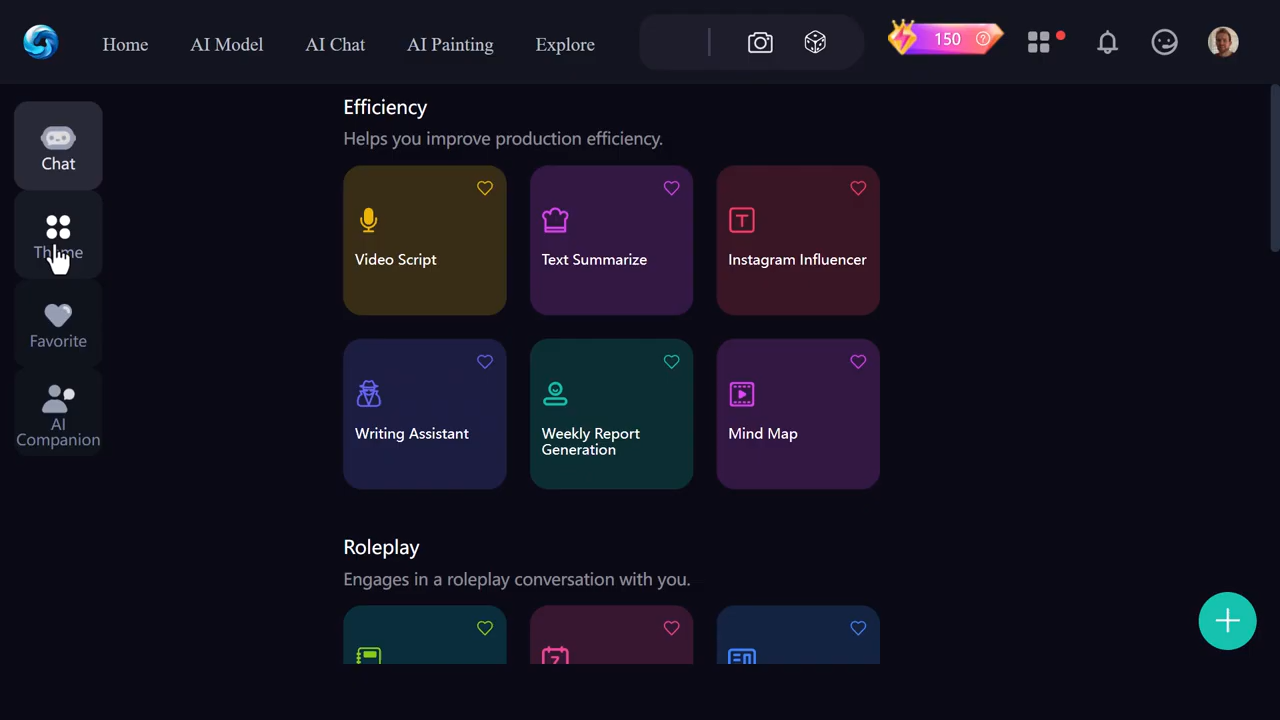 Home
AI Model
AI Chat
AI Painting
Explore
150
Chat
Theme
Favorite
AI
Companion
Efficiency
Helps you improve production efficiency.
Video Script
Text Summarize
Instagram Influencer
Writing Assistant
Weekly Report
Generation
Mind Map
Roleplay
Engages in a roleplay conversation with you.